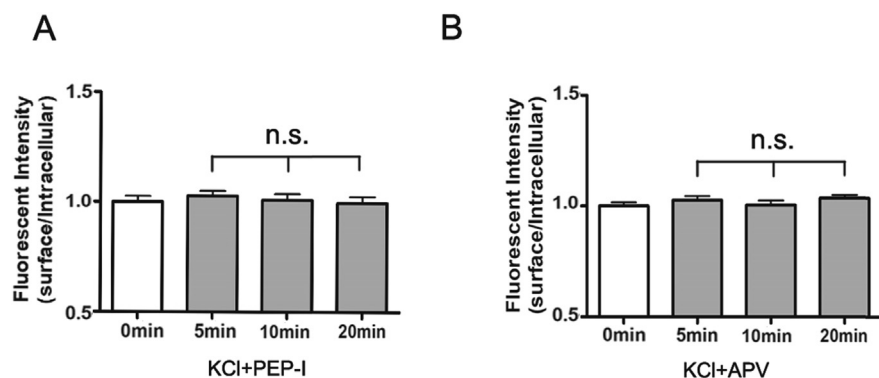 A
Fluorescent Intensity
(surface/Intracellular)
1.5
1.0
0.5
n.s.
0min 5min 10min 20min
KCl+PEP-I
B
Fluorescent Intensity
(surface/Intracellular)
1.5
1.0
0.5
n.s.
0min 5min 10min 20min
KCl+APV